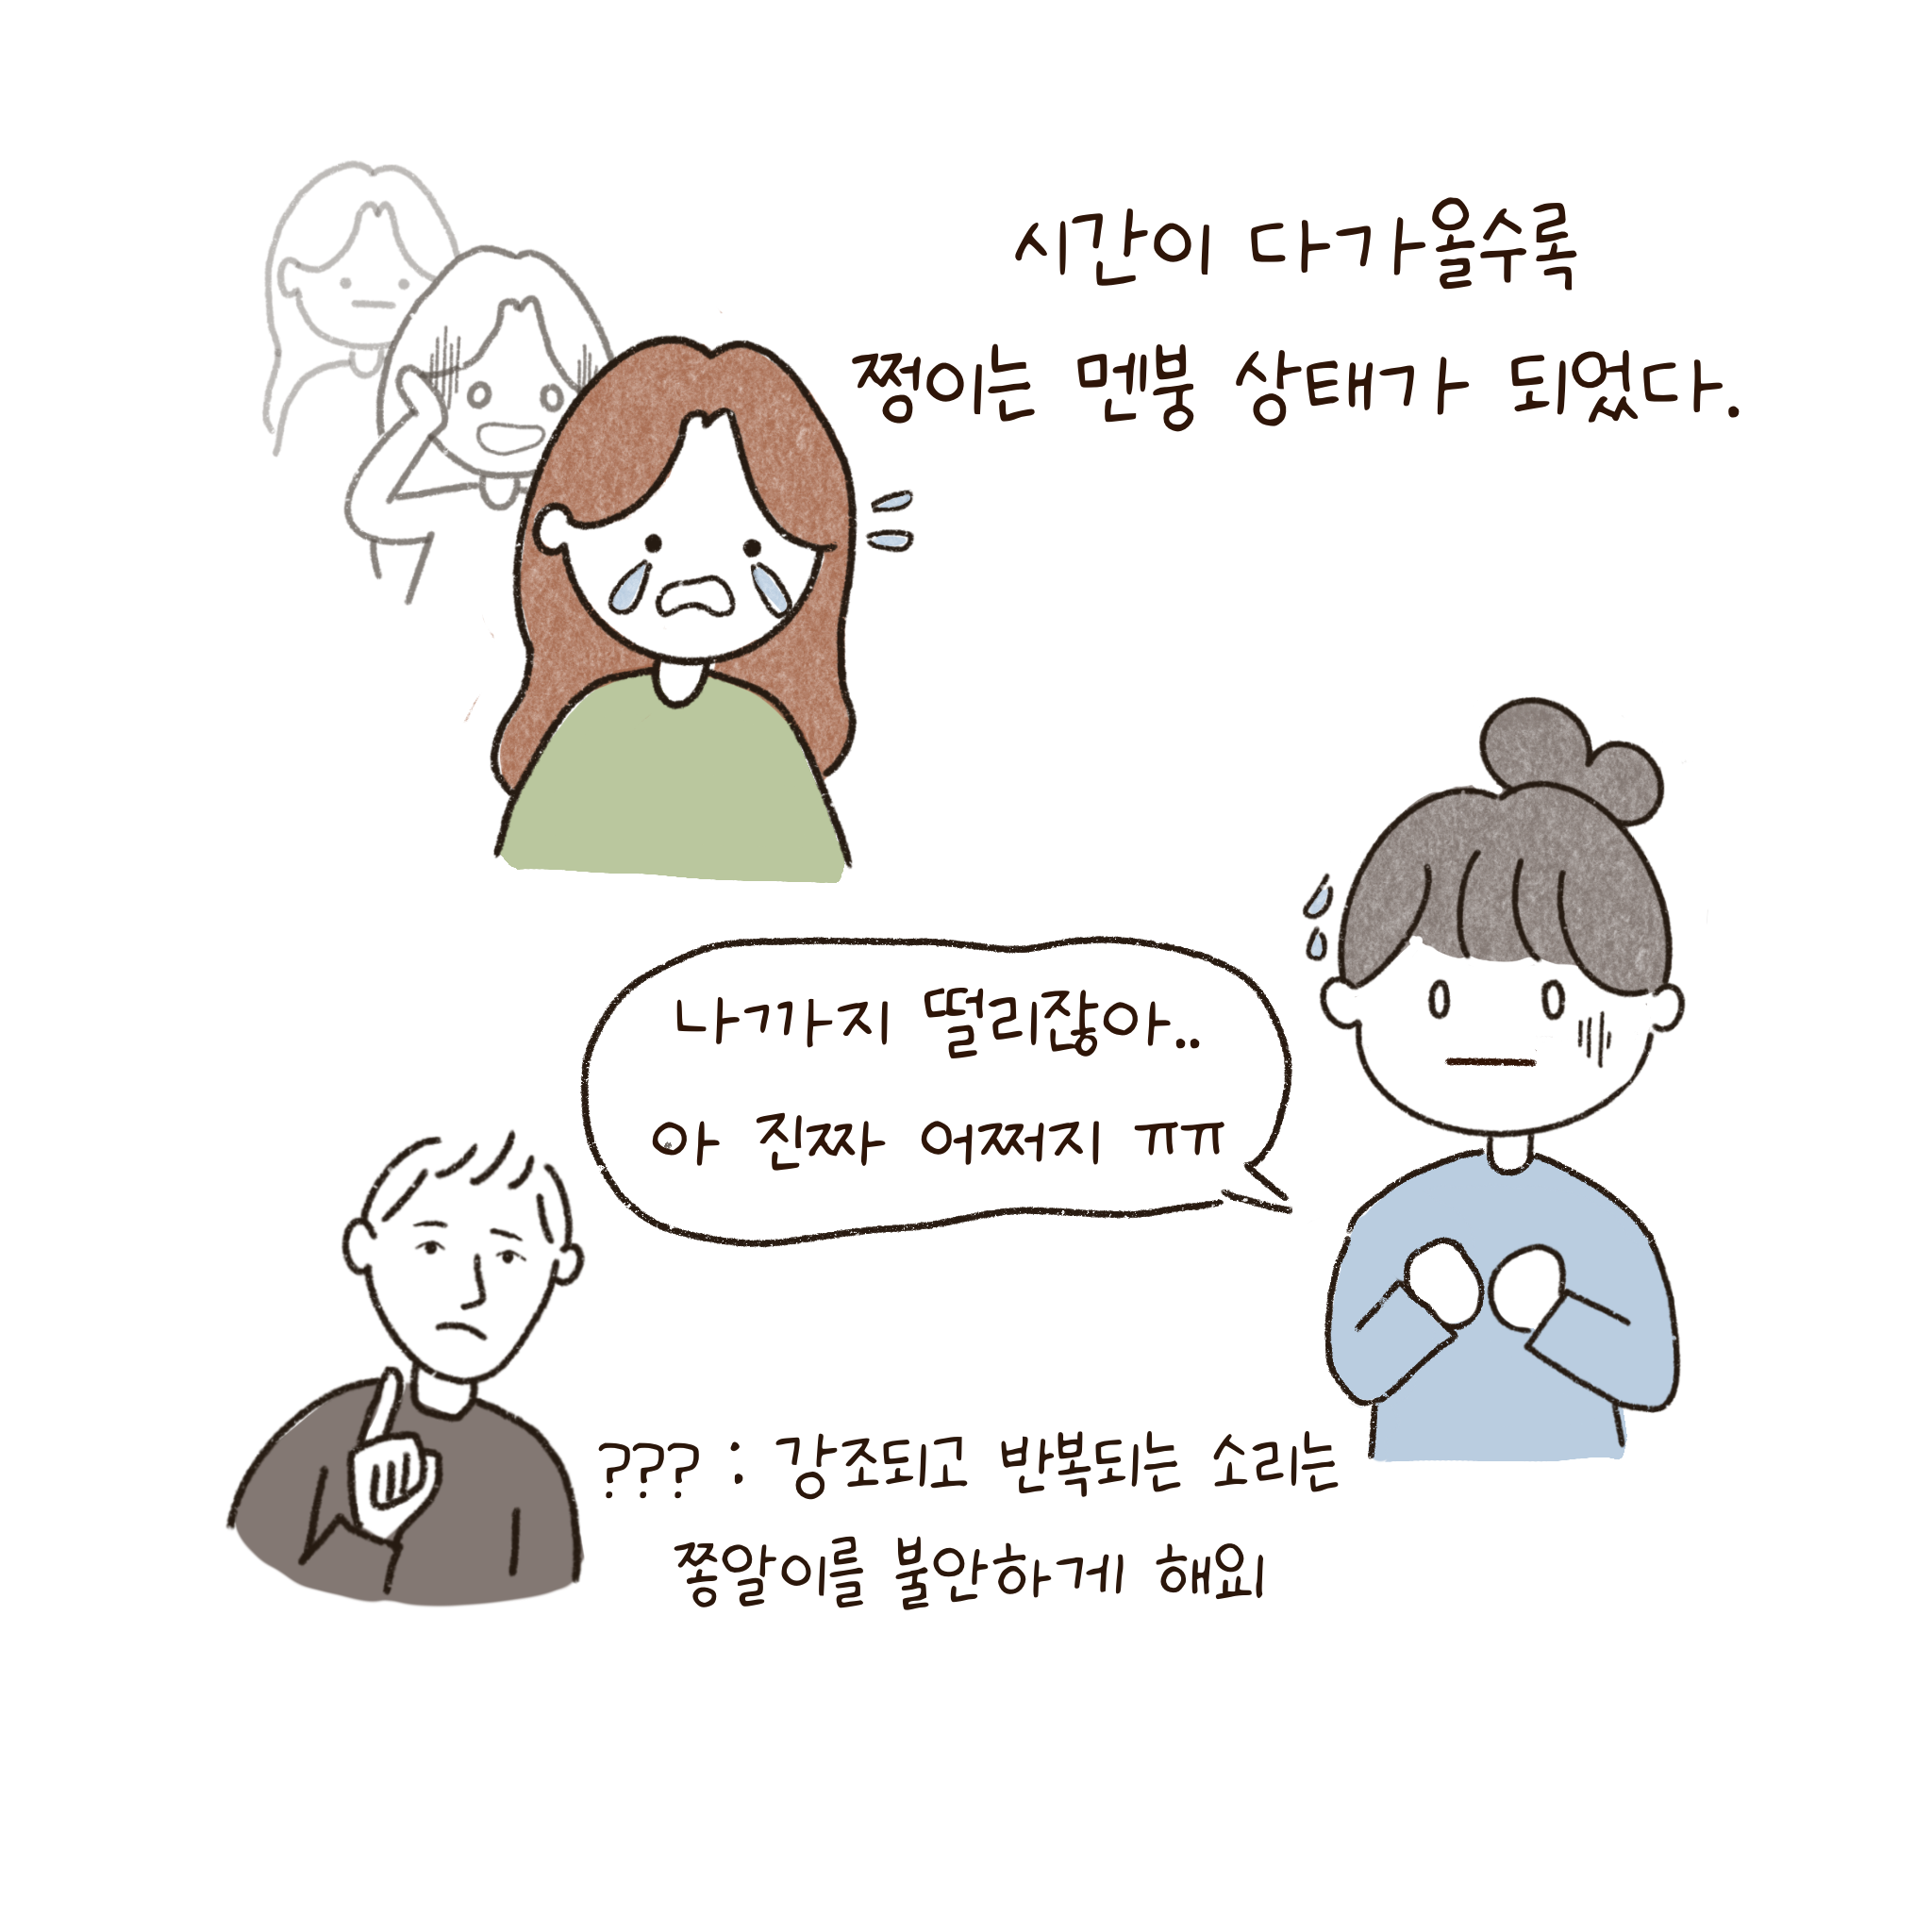 시간이 다가올수록
쩡이는 멘붕 상태가 되었다.
나까지 떨리잖아..
아 진짜 어쩌지 ㅠㅠ
??? : 강조되고 반복되는 소리는
쫑알이를 불안하게 해요